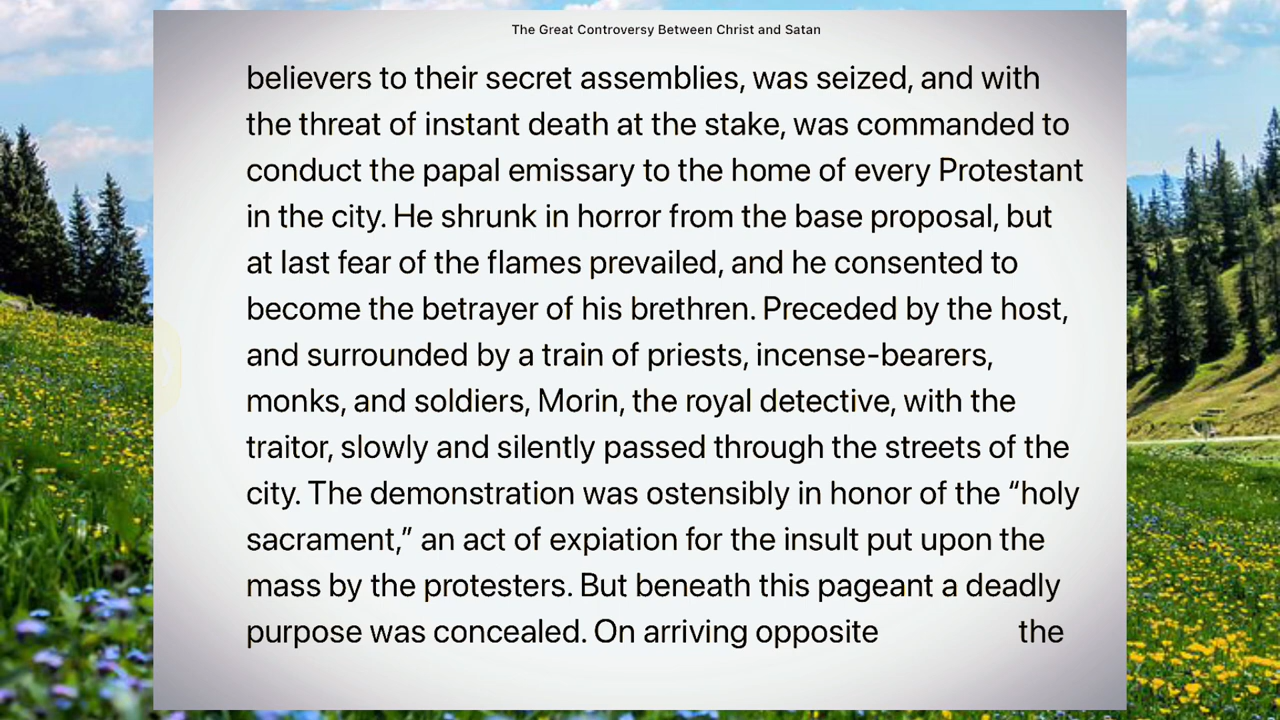 The Great Controversy Between Christ and Satan
believers to their secret assemblies, was seized, and with
the threat of instant death at the stake, was commanded to
conduct the papal emissary to the home of every Protestant
in the city. He shrunk in horror from the base proposal, but
at last fear of the flames prevailed, and he consented to
become the betrayer of his brethren. Preceded by the host,
and surrounded by a train of priests, incense-bearers,
monks, and soldiers, Morin, the royal detective, with the
traitor, slowly and silently passed through the streets of the
city. The demonstration was ostensibly in honor of the “holy
sacrament,” an act of expiation for the insult put upon the
mass by the protesters. But beneath this pageant a deadly
purpose was concealed. On arriving opposite the